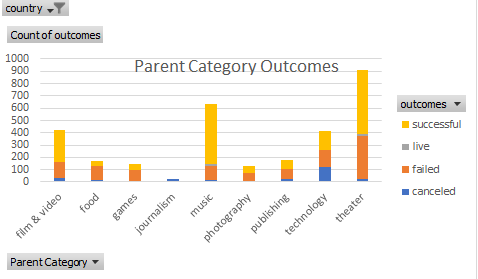 country
Count of outcomes
Parent Category Outcomes
1000
900
800
700
600
500
400
300
200
100
0
film & video
food
games
journalism
music
photography
publishing
technology
theater
outcomes
successful
live
failed
canceled
Parent Category